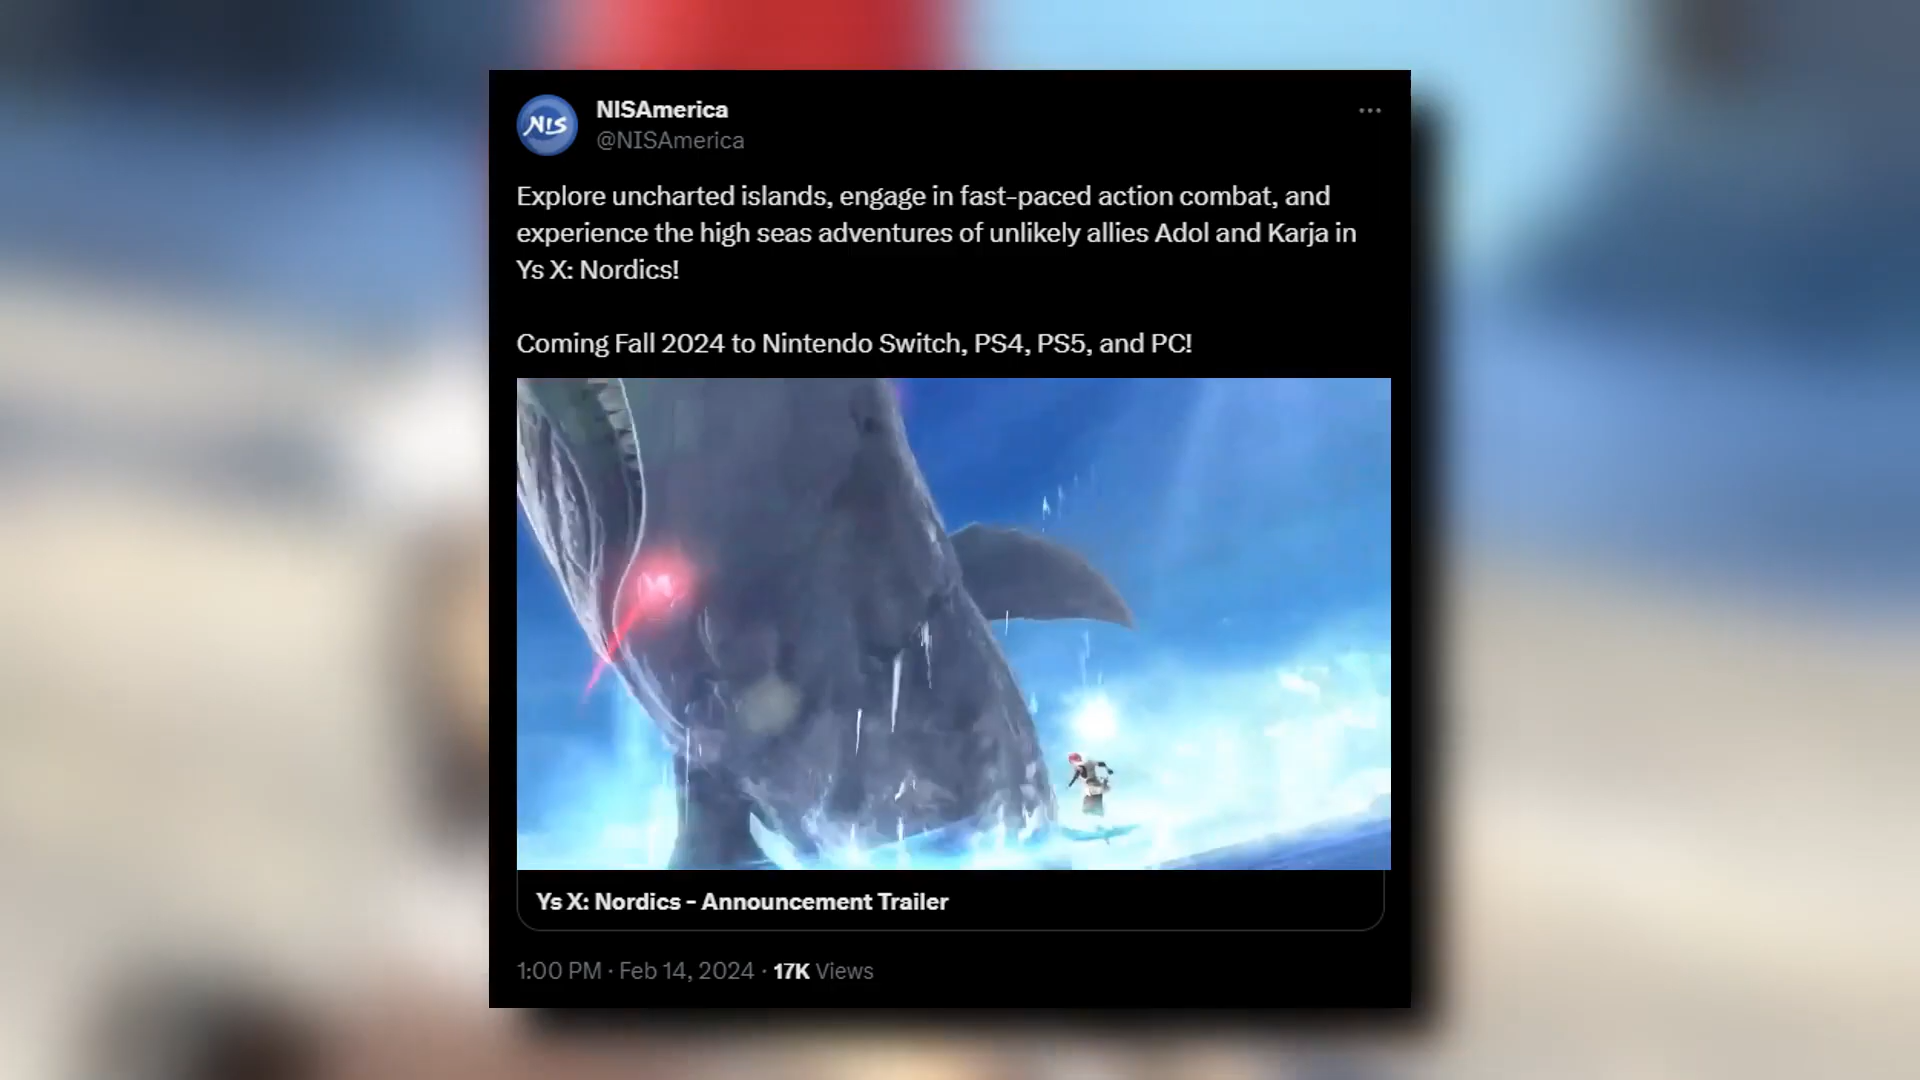 NIS
NISAmerica
@NISAmerica
Explore uncharted islands, engage in fast-paced action combat, and
experience the high seas adventures of unlikely allies Adol and Karja in
Ys X: Nordics!
Coming Fall 2024 to Nintendo Switch, PS4, PS5, and PC!
Ys X: Nordics - Announcement Trailer
1:00 PM · Feb 14, 2024 · 17K Views